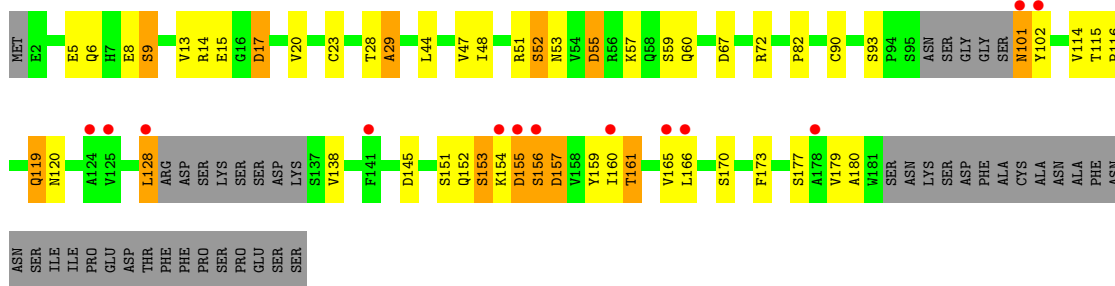 MET E2 E5 Q6 H7 E8 S9 V13 R14 E15 G16 D17 V20 C23 T28 A29 L44 V47 I48 R51 S52 N53 V54 D55 R56 K57 Q58 S59 Q60 D67 R72 P82 C90 S93 P94 S95 ASN SER GLY GLY SER N101 Y102 V114 T115 R116
Q119 N120 A124 V125 L128 ARG ASP SER LYS SER SER ASP LYS S137 V138 F141 D145 S151 Q152 S153 K154 D155 S156 D157 V158 Y159 I160 T161 V165 L166 S170 F173 S177 A178 V179 A180 W181 SER ASN LYS SER ASP PHE ALA CYS ALA ASN ALA PHE ASN
ASN SER ILE ILE PRO GLU ASP THR PHE PHE PRO SER PRO GLU SER SER